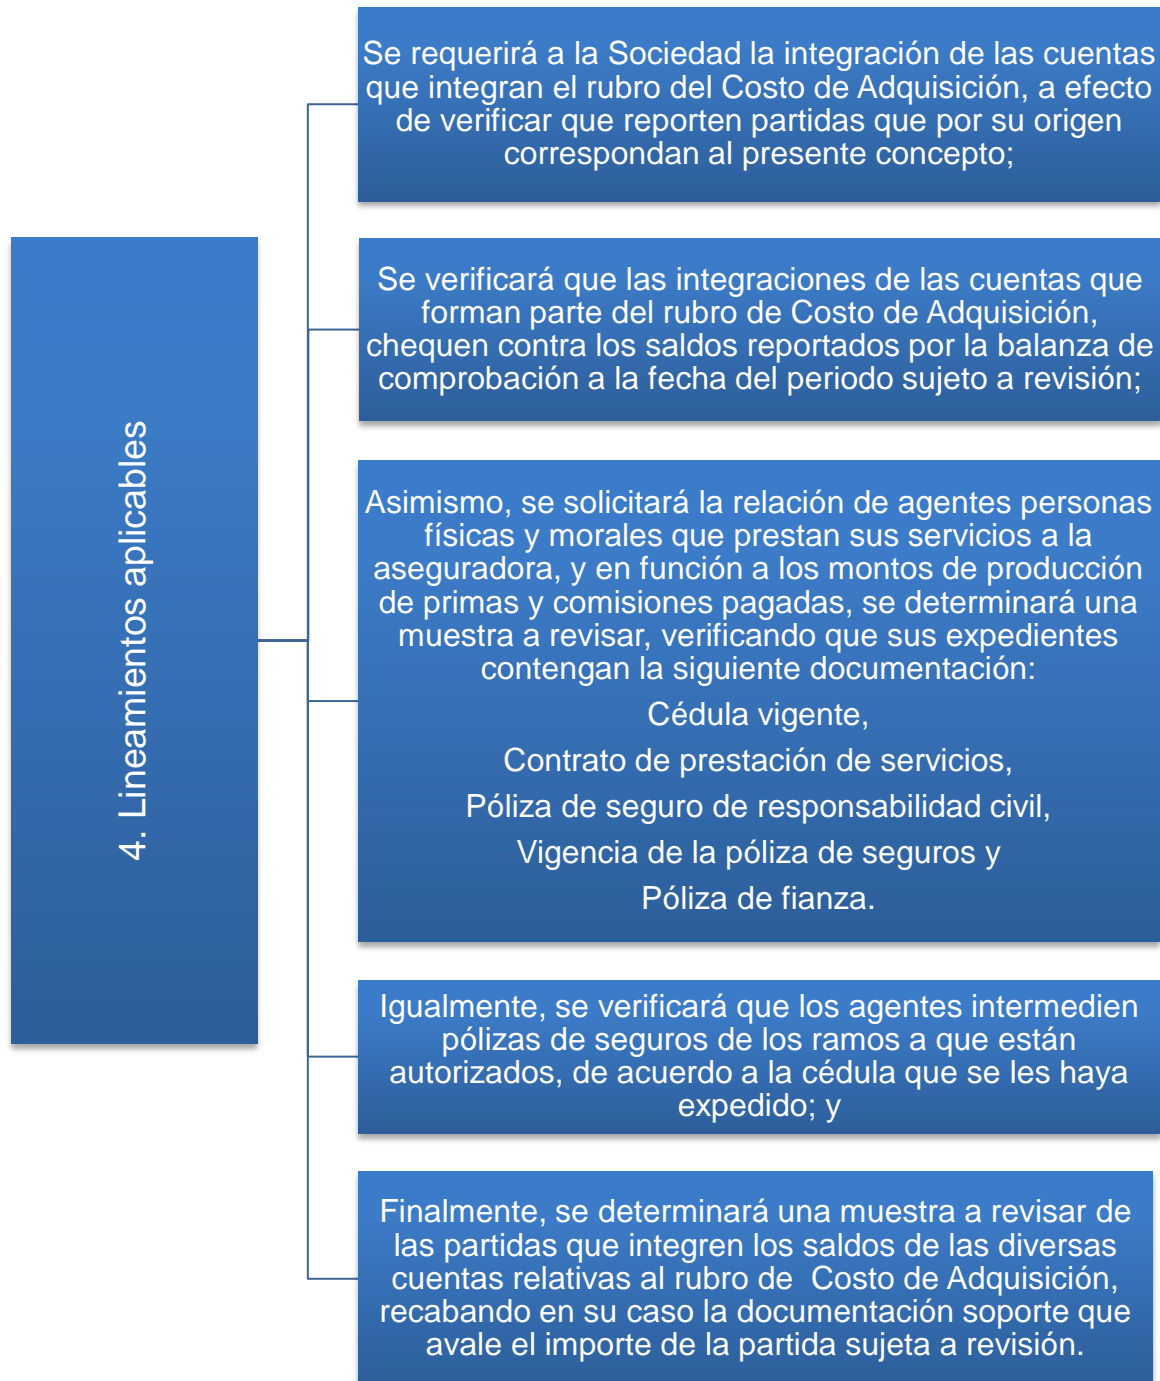 4. Lineamientos aplicables
Se requerirá a la Sociedad la integración de las cuentas
que integran el rubro del Costo de Adquisición, a efecto
de verificar que reporten partidas que por su origen
correspondan al presente concepto;
Se verificará que las integraciones de las cuentas que
forman parte del rubro de Costo de Adquisición,
chequen contra los saldos reportados por la balanza de
comprobación a la fecha del periodo sujeto a revisión;
Asimismo, se solicitará la relación de agentes personas
físicas y morales que prestan sus servicios a la
aseguradora, y en función a los montos de producción
de primas y comisiones pagadas, se determinará una
muestra a revisar, verificando que sus expedientes
contengan la siguiente documentación:
Cédula vigente,
Contrato de prestación de servicios,
Póliza de seguro de responsabilidad civil,
Vigencia de la póliza de seguros y
Póliza de fianza.
Igualmente, se verificará que los agentes intermedien
pólizas de seguros de los ramos a que están
autorizados, de acuerdo a la cédula que se les haya
expedido; y
Finalmente, se determinará una muestra a revisar de
las partidas que integren los saldos de las diversas
cuentas relativas al rubro de  Costo de Adquisición,
recabando en su caso la documentación soporte que
avale el importe de la partida sujeta a revisión.